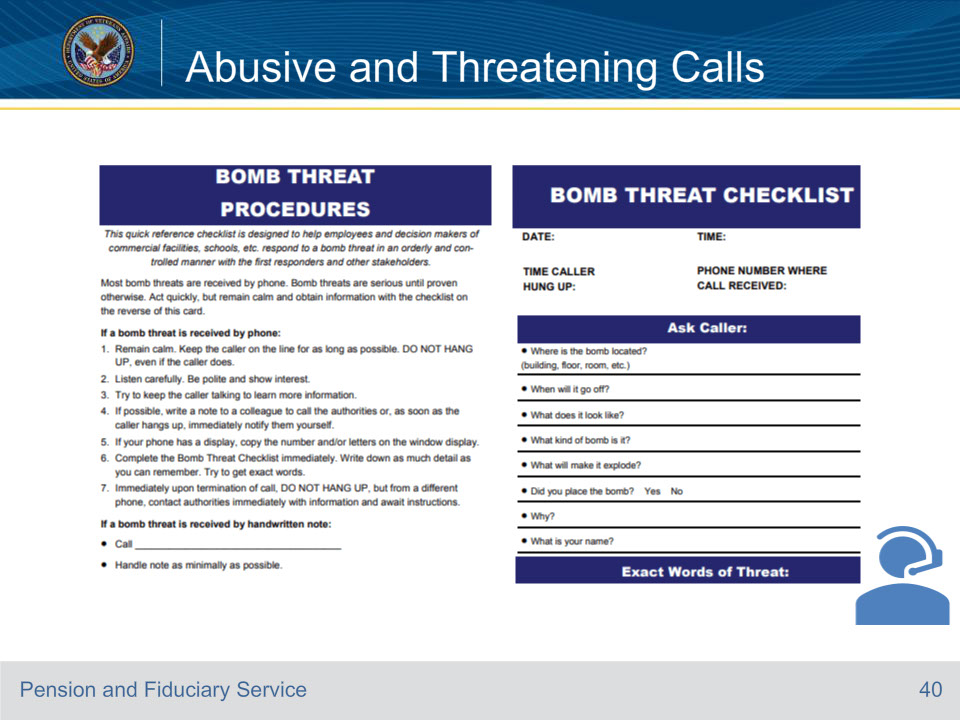 Abusive and Threatening Calls
BOMB THREAT
PROCEDURES
This quick reference checklist is designed to help employees and decision makers of
commercial facilities, schools, etc. respond to a bomb threat in an orderly and con-
trolled manner with the first responders and other stakeholders.
Most bomb threats are received by phone. Bomb threats are serious until proven
otherwise. Act quickly, but remain calm and obtain information with the checklist on
the reverse of this card.
If a bomb threat is received by phone:
1. Remain calm. Keep the caller on the line for as long as possible. DO NOT HANG
UP, even if the caller does.
2. Listen carefully. Be polite and show interest.
3. Try to keep the caller talking to learn more information.
4. If possible, write a note to a colleague to call the authorities or, as soon as the
caller hangs up, immediately notify them yourself.
5. If your phone has a display, copy the number and/or letters on the window display.
6. Complete the Bomb Threat Checklist immediately. Write down as much detail as
you can remember. Try to get exact words.
7. Immediately upon termination of call, DO NOT HANG UP, but from a different
phone, contact authorities immediately with information and await instructions.
If a bomb threat is received by handwritten note:
• Call ___________________________________
• Handle note as minimally as possible.
BOMB THREAT CHECKLIST
DATE: TIME:
TIME CALLER
HUNG UP:
PHONE NUMBER WHERE
CALL RECEIVED:
Ask Caller:
• Where is the bomb located?
(building, floor, room, etc.)
• When will it go off?
• What does it look like?
• What kind of bomb is it?
• What will make it explode?
• Did you place the bomb? Yes No
• Why?
• What is your name?
Exact Words of Threat:
Pension and Fiduciary Service 40
DEPARTMENT OF VETERANS AFFAIRS
UNITED STATES OF AMERICA